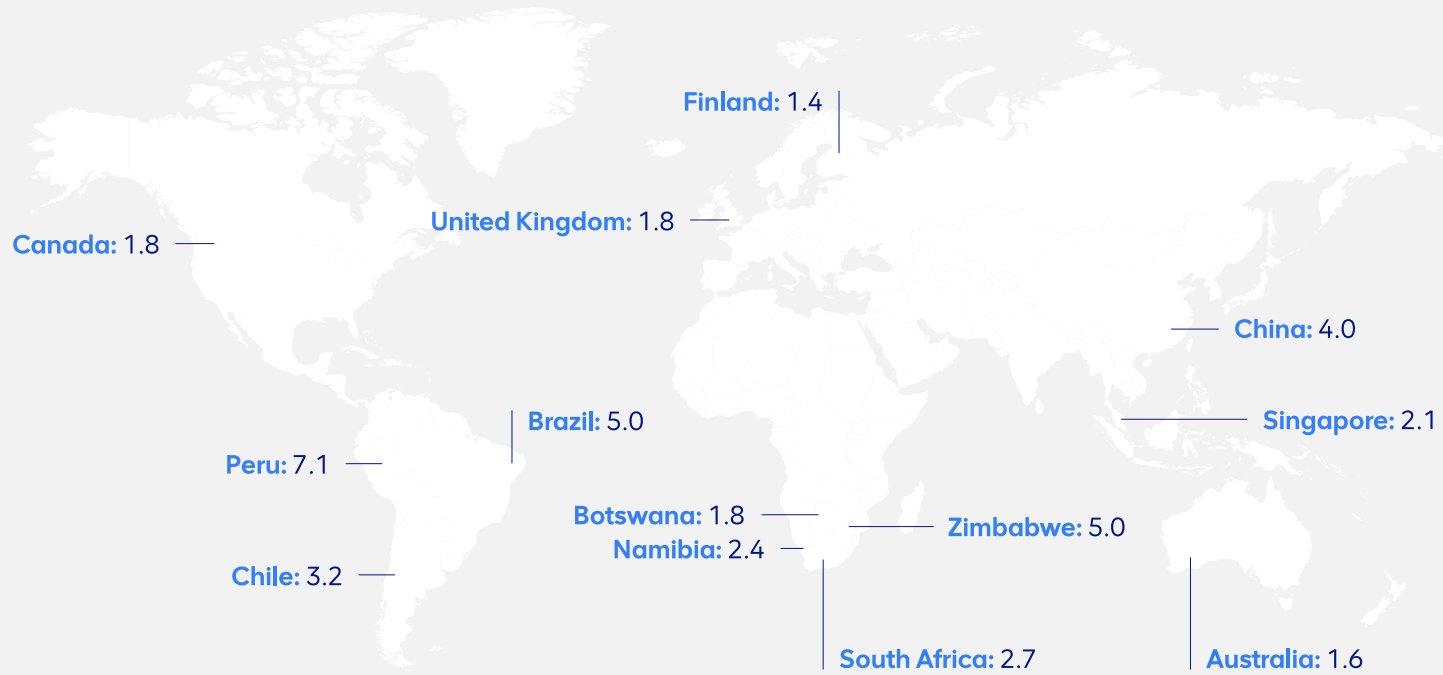 Finland: 1.4
United Kingdom: 1.8
Canada: 1.8
China: 4.0
Brazil: 5.0
Singapore: 2.1
Peru: 7.1
Botswana: 1.8
Zimbabwe: 5.0
Namibia: 2.4
Chile: 3.2
South Africa: 2.7
Australia: 1.6